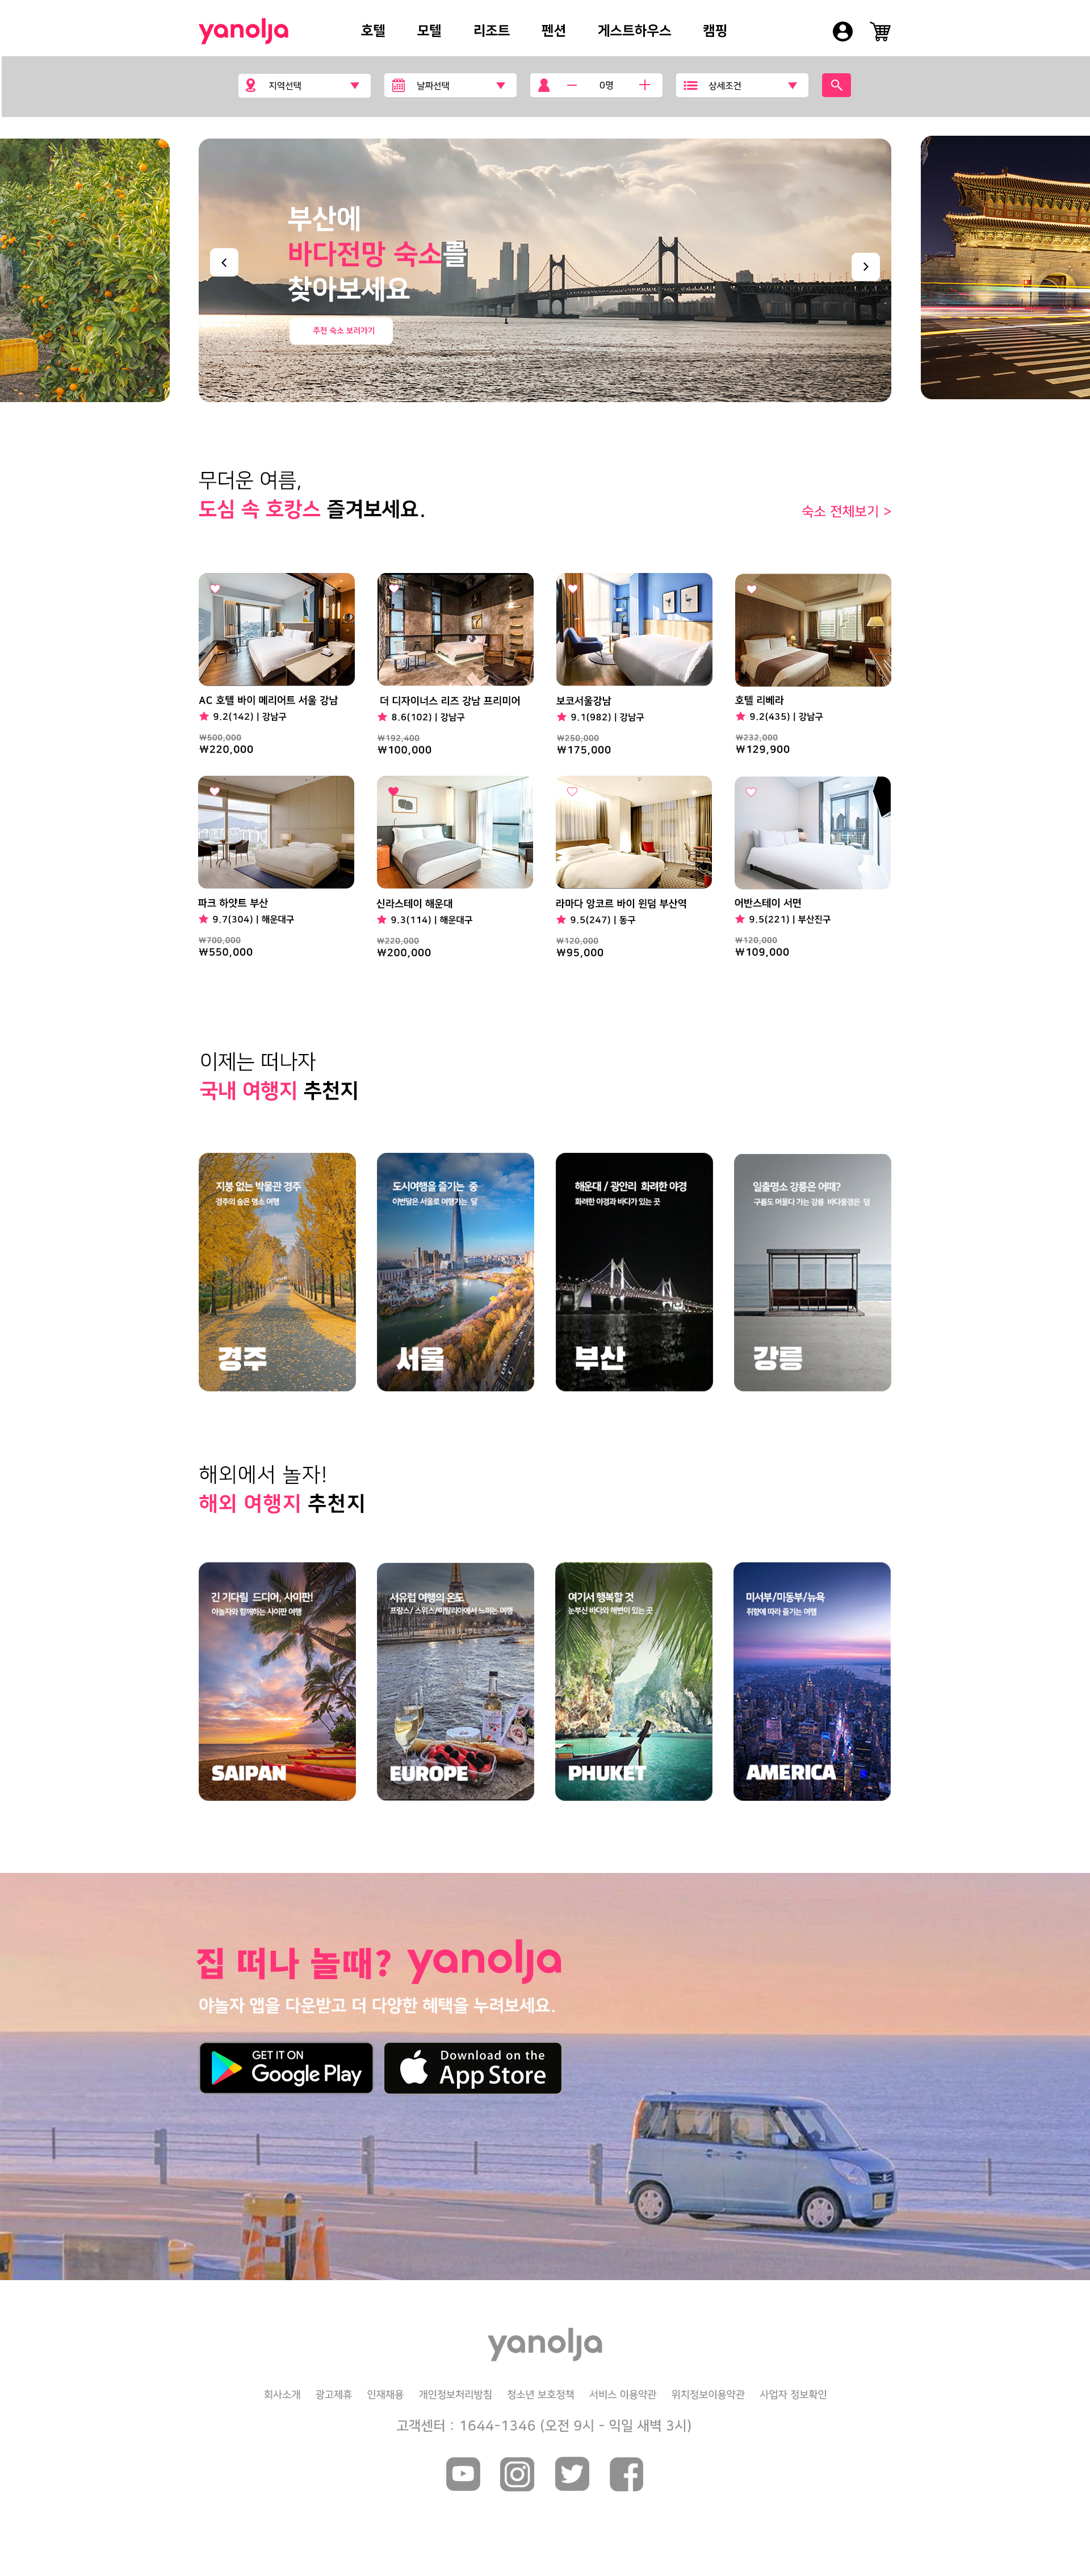 yanolja
호텔 모텔 리조트 펜션 게스트하우스 캠핑
지역선택 날짜선택 0명 상세조건
부산에
바다전망 숙소를
찾아보세요
추천 숙소 보러가기
무더운 여름,
도심 속 호캉스 즐겨보세요.
숙소 전체보기 >
AC 호텔 바이 메리어트 서울 강남
9.2(142) | 강남구
₩500,000
₩220,000
더 디자이너스 리즈 강남 프리미어
8.6(102) | 강남구
₩192,400
₩100,000
보코서울강남
9.1(982) | 강남구
₩250,000
₩175,000
호텔 리베라
9.2(435) | 강남구
₩232,000
₩129,900
파크 하얏트 부산
9.7(304) | 해운대구
₩700,000
₩550,000
신라스테이 해운대
9.3(114) | 해운대구
₩220,000
₩200,000
라마다 앙코르 바이 윈덤 부산역
9.5(247) | 동구
₩120,000
₩95,000
어반스테이 서면
9.5(221) | 부산진구
₩120,000
₩109,000
이제는 떠나자
국내 여행지 추천지
지붕 없는 박물관 경주
경주의 숨은 명소 여행
경주
도시여행을 즐기는 중
이번달은 서울로 여행가는 달
서울
해운대 / 광안리 화려한 야경
화려한 야경과 바다가 있는 곳
부산
일출명소 강릉은 어때?
구름도 머물다 가는 강릉 바다풍경은 덤
강릉
해외에서 놀자!
해외 여행지 추천지
긴 기다림 드디어, 사이판!
야놀자와 함께하는 사이판 여행
SAIPAN
서유럽 여행의 온도
프랑스/ 스위스/이탈리아에서 느끼는 여행
EUROPE
여기서 행복할 것
눈부신 바다와 해변이 있는 곳
PHUKET
미서부/미동부/뉴욕
취향에 따라 즐기는 여행
AMERICA
집 떠나 놀때? yanolja
야놀자 앱을 다운받고 더 다양한 혜택을 누려보세요.
GET IT ON
Google Play
Download on the
App Store
yanolja
회사소개 광고제휴 인재채용 개인정보처리방침 청소년 보호정책 서비스 이용약관 위치정보이용약관 사업자 정보확인
고객센터 : 1644-1346 (오전 9시 - 익일 새벽 3시)